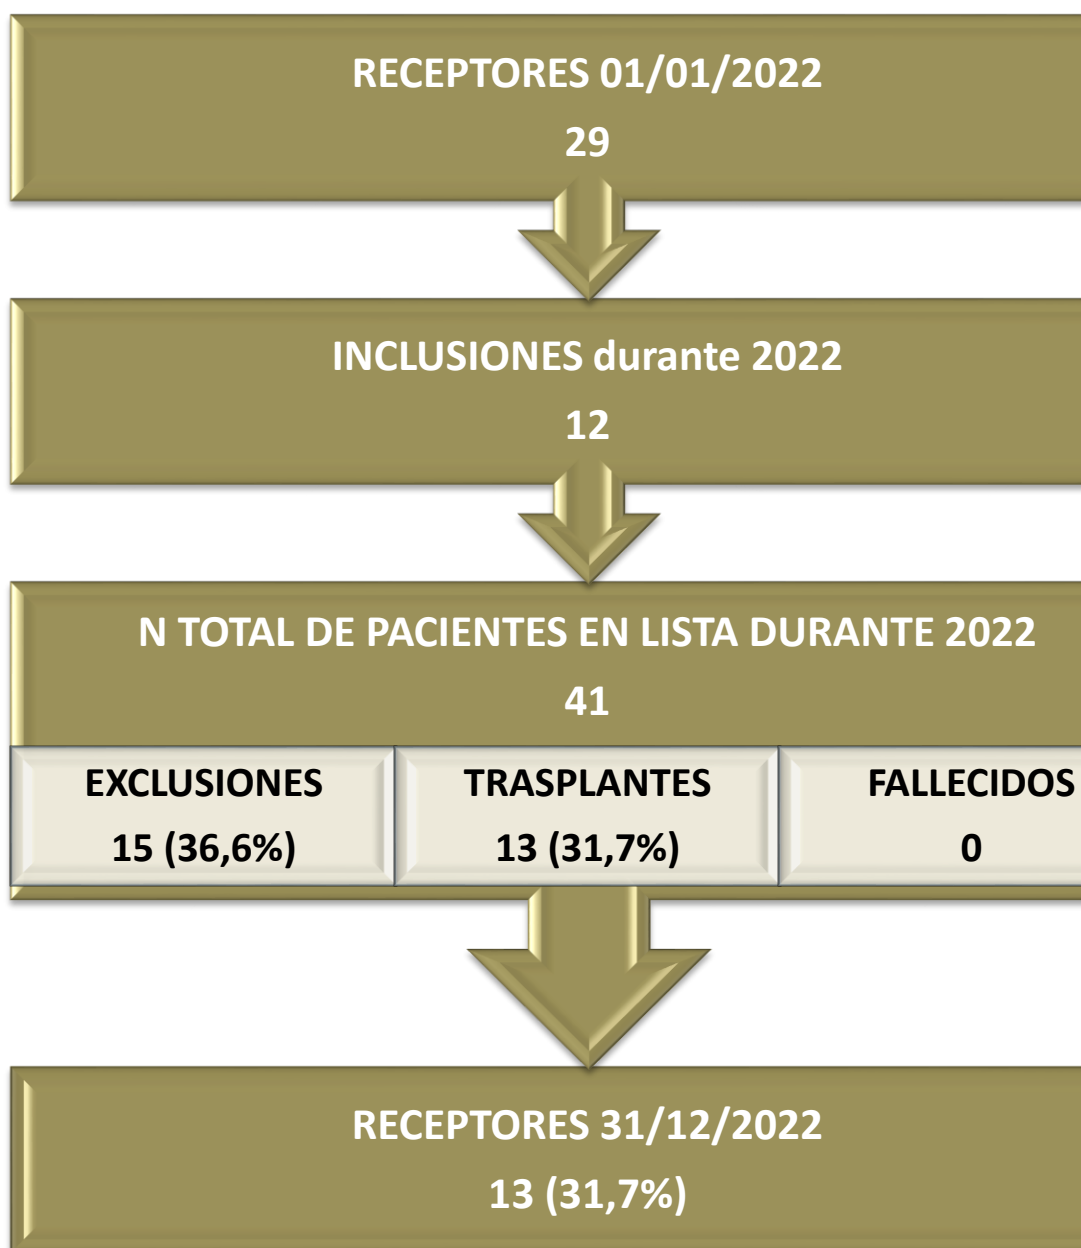 RECEPTORES 01/01/2022
29
INCLUSIONES durante 2022
12
N TOTAL DE PACIENTES EN LISTA DURANTE 2022
41
EXCLUSIONES
15 (36,6%)
TRASPLANTES
13 (31,7%)
FALLECIDOS
0
RECEPTORES 31/12/2022
13 (31,7%)